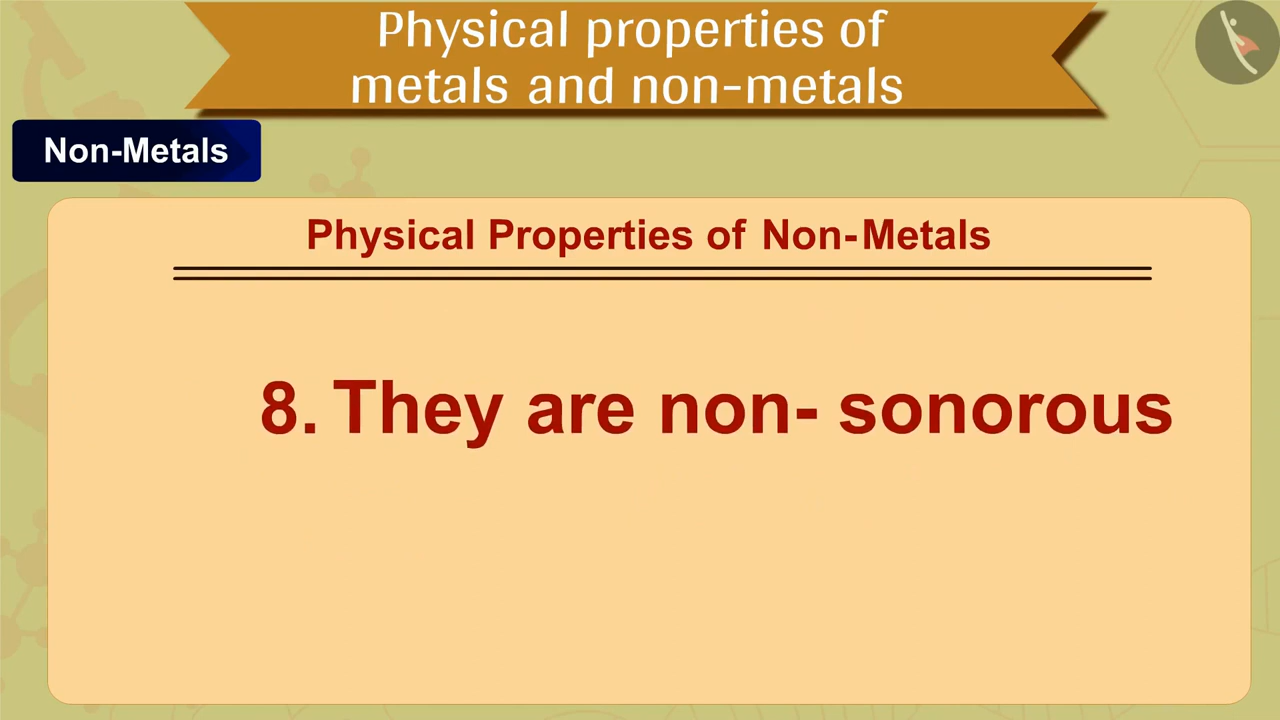 Physical properties of
metals and non-metals
Non-Metals
Physical Properties of Non-Metals
8. They are non- sonorous